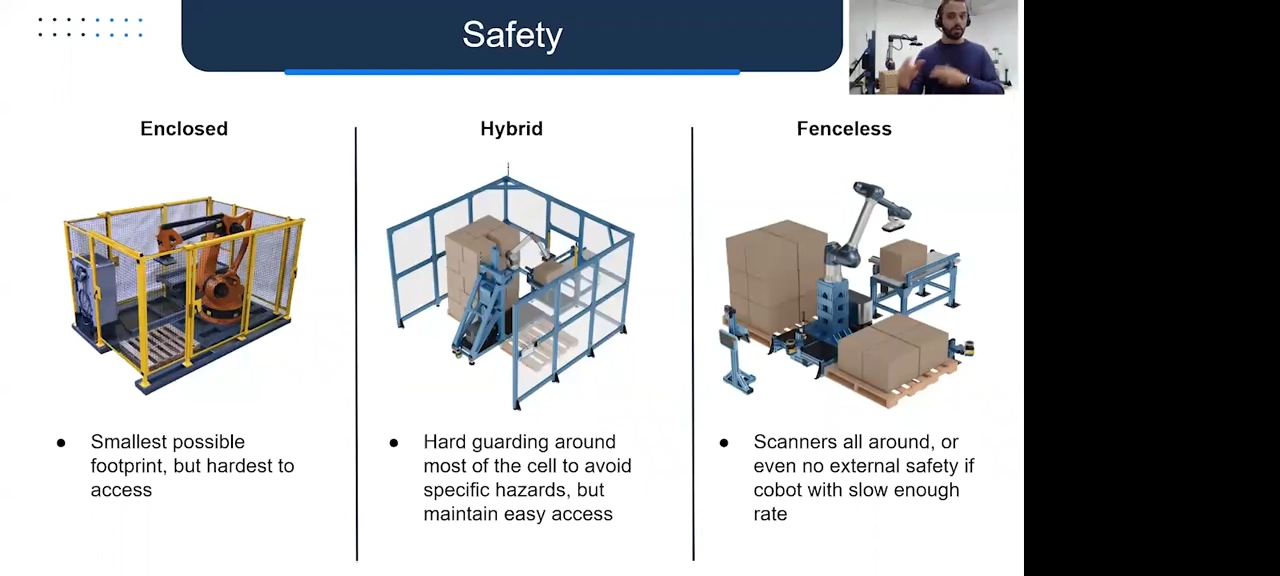 Safety
Enclosed
Hybrid
Fenceless
● Smallest possible
footprint, but hardest to
access
● Hard guarding around
most of the cell to avoid
specific hazards, but
maintain easy access
● Scanners all around, or
even no external safety if
cobot with slow enough
rate